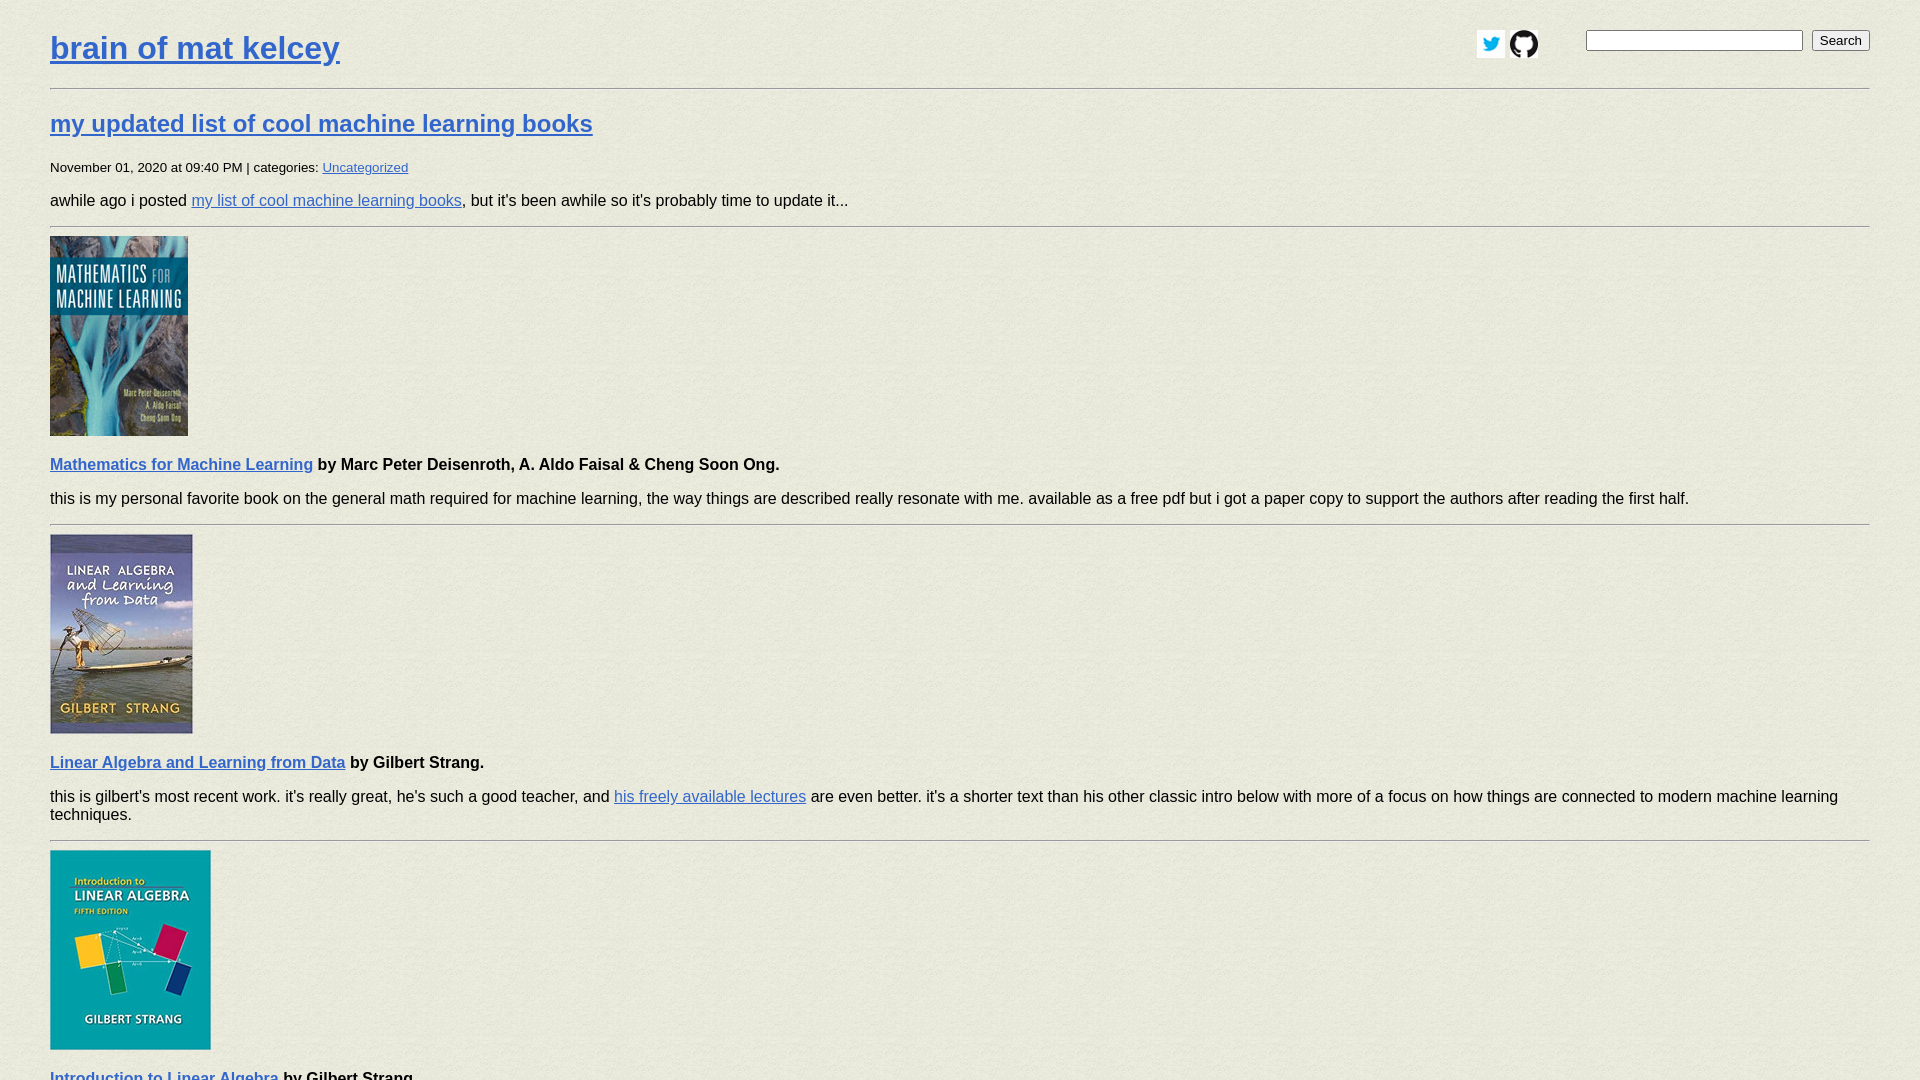 brain of mat kelcey
Search
my updated list of cool machine learning books
November 01, 2020 at 09:40 PM | categories: Uncategorized
awhile ago i posted my list of cool machine learning books, but it's been awhile so it's probably time to update it...
MATHEMATICS FOR
MACHINE LEARNING
Marc Peter Deisenroth
A. Aldo Faisal
Cheng Soon Ong
Mathematics for Machine Learning by Marc Peter Deisenroth, A. Aldo Faisal & Cheng Soon Ong.
this is my personal favorite book on the general math required for machine learning, the way things are described really resonate with me. available as a free pdf but i got a paper copy to support the authors after reading the first half.
LINEAR ALGEBRA
and Learning
from Data
GILBERT STRANG
Linear Algebra and Learning from Data by Gilbert Strang.
this is gilbert's most recent work. it's really great, he's such a good teacher, and his freely available lectures are even better. it's a shorter text than his other classic intro below with more of a focus on how things are connected to modern machine learning
techniques.
Introduction to
LINEAR ALGEBRA
FIFTH EDITION
GILBERT STRANG
Introduction to Linear Algebra by Gilbert Strang